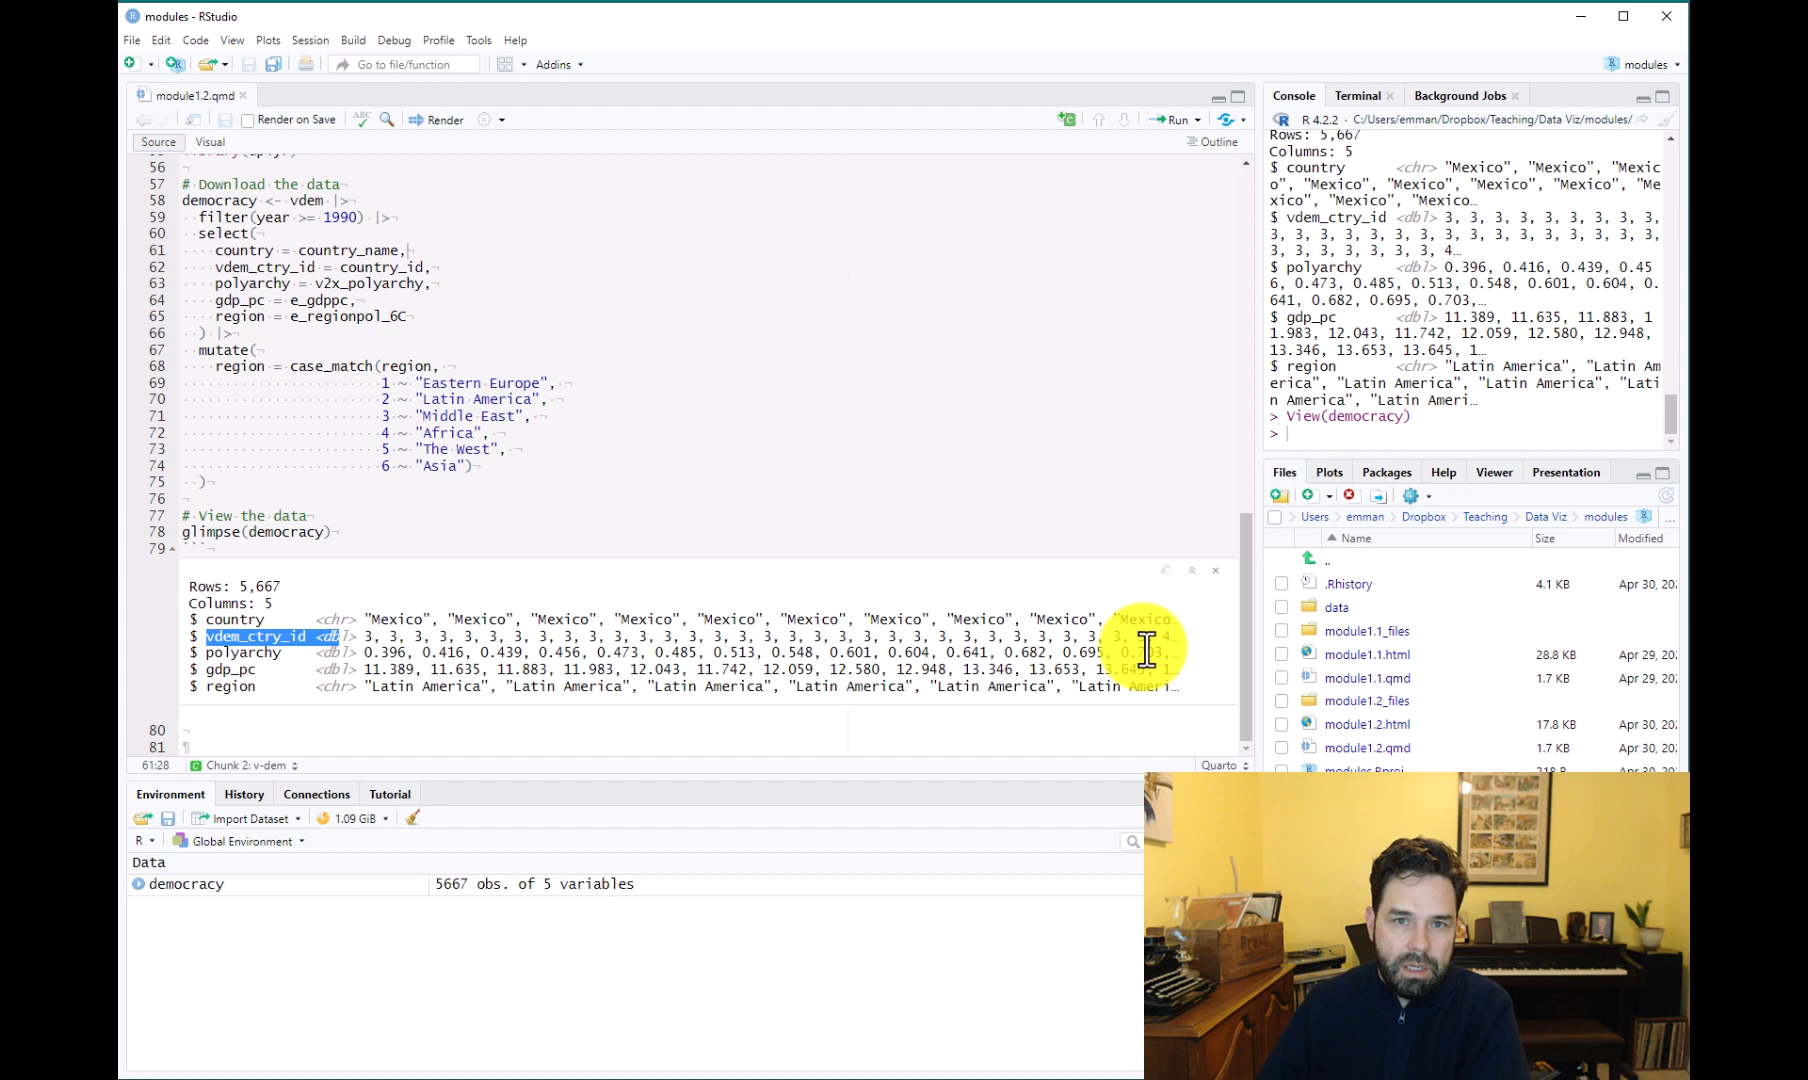 modules - RStudio
File Edit Code View Plots Session Build Debug Profile Tools Help
Go to file/function Addins modules
module1.2.qmd
Render on Save Render Run
Source Visual Outline
56
57 # Download the data
58 democracy <- vdem |>
59 filter(year >= 1990) |>
60 select(
61 country = country_name,
62 vdem_ctry_id = country_id,
63 polyarchy = v2x_polyarchy,
64 gdp_pc = e_gdppc,
65 region = e_regionpol_6C
66 ) |>
67 mutate(
68 region = case_match(region,
69 1 ~ "Eastern Europe",
70 2 ~ "Latin America",
71 3 ~ "Middle East",
72 4 ~ "Africa",
73 5 ~ "The West",
74 6 ~ "Asia")
75 )
76
77 # View the data
78 glimpse(democracy)
79 ```
Rows: 5,667
Columns: 5
$ country <chr> "Mexico", "Mexico", "Mexico", "Mexico", "Mexico", "Mexico", "Mexico", "Mexico", "Mexico", "Mexico…
$ vdem_ctry_id <dbl> 3, 3, 3, 3, 3, 3, 3, 3, 3, 3, 3, 3, 3, 3, 3, 3, 3, 3, 3, 3, 3, 3, 3, 3, 3, 3, 3, 3, 3, 3, 3, 3, 4…
$ polyarchy <dbl> 0.396, 0.416, 0.439, 0.456, 0.473, 0.485, 0.513, 0.548, 0.601, 0.604, 0.641, 0.682, 0.695, 0.703,…
$ gdp_pc <dbl> 11.389, 11.635, 11.883, 11.983, 12.043, 11.742, 12.059, 12.580, 12.948, 13.346, 13.653, 13.645, 1…
$ region <chr> "Latin America", "Latin America", "Latin America", "Latin America", "Latin America", "Latin Ameri…
80
81
61:28 Chunk 2: v-dem Quarto
Environment History Connections Tutorial
Import Dataset 1.09 GiB
R Global Environment
Data
democracy 5667 obs. of 5 variables
Console Terminal Background Jobs
R 4.2.2 · C:/Users/emman/Dropbox/Teaching/Data Viz/modules/
Rows: 5,667
Columns: 5
$ country <chr> "Mexico", "Mexico", "Mexic
o", "Mexico", "Mexico", "Mexico", "Mexico", "Me
xico", "Mexico", "Mexico…
$ vdem_ctry_id <dbl> 3, 3, 3, 3, 3, 3, 3, 3, 3,
3, 3, 3, 3, 3, 3, 3, 3, 3, 3, 3, 3, 3, 3, 3, 3,
3, 3, 3, 3, 3, 3, 3, 4…
$ polyarchy <dbl> 0.396, 0.416, 0.439, 0.45
6, 0.473, 0.485, 0.513, 0.548, 0.601, 0.604, 0.
641, 0.682, 0.695, 0.703,…
$ gdp_pc <dbl> 11.389, 11.635, 11.883, 1
1.983, 12.043, 11.742, 12.059, 12.580, 12.948,
13.346, 13.653, 13.645, 1…
$ region <chr> "Latin America", "Latin Am
erica", "Latin America", "Latin America", "Lati
n America", "Latin Ameri…
> View(democracy)
>
Files Plots Packages Help Viewer Presentation
Users Dropbox emman Teaching Data Viz modules ...
Name Size Modified
..
.Rhistory 4.1 KB Apr 30, 20
data
module1.1_files
module1.1.html 28.8 KB Apr 29, 20
module1.1.qmd 1.7 KB Apr 29, 20
module1.2_files
module1.2.html 17.8 KB Apr 30, 20
module1.2.qmd 1.7 KB Apr 30, 20
modules.Rproj 218 B Apr 30, 20